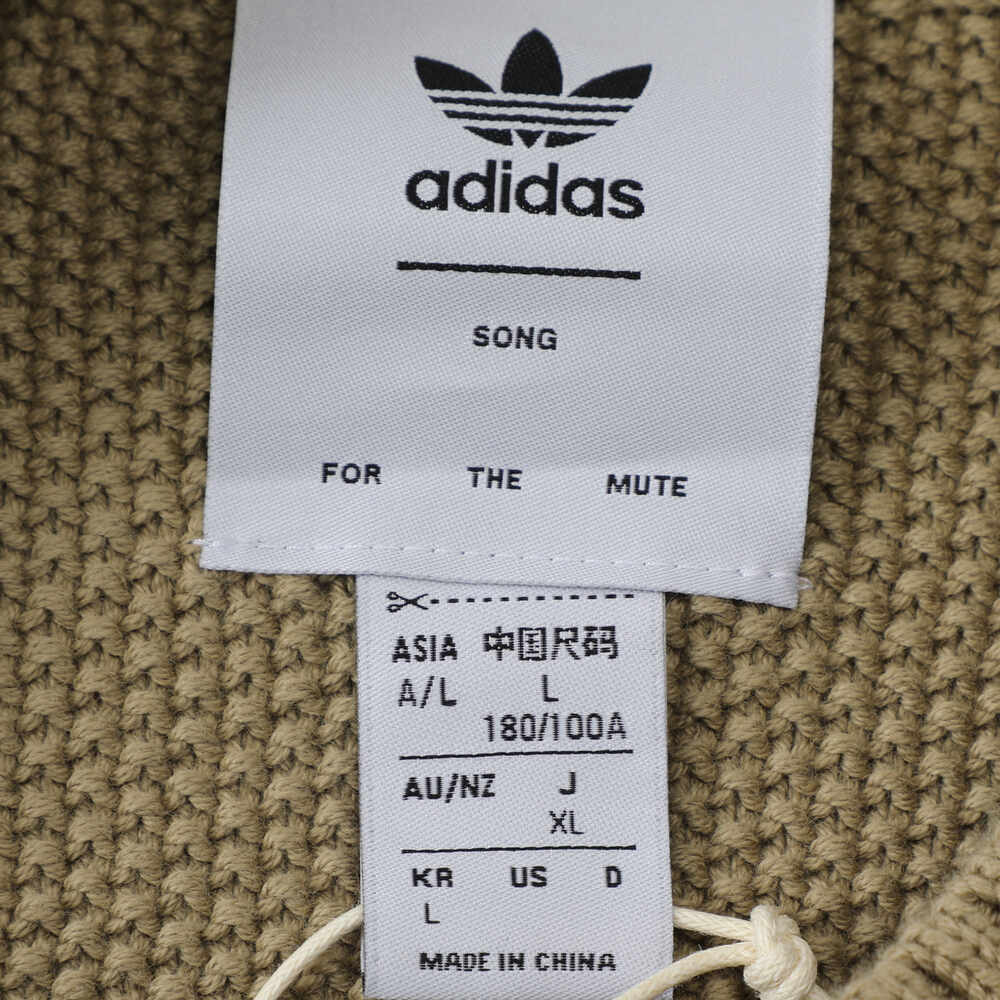 adidas
SONG
FOR THE MUTE
ASIA 中国尺码
A/L L
180/100A
AU/NZ J
XL
KR US D
L
MADE IN CHINA